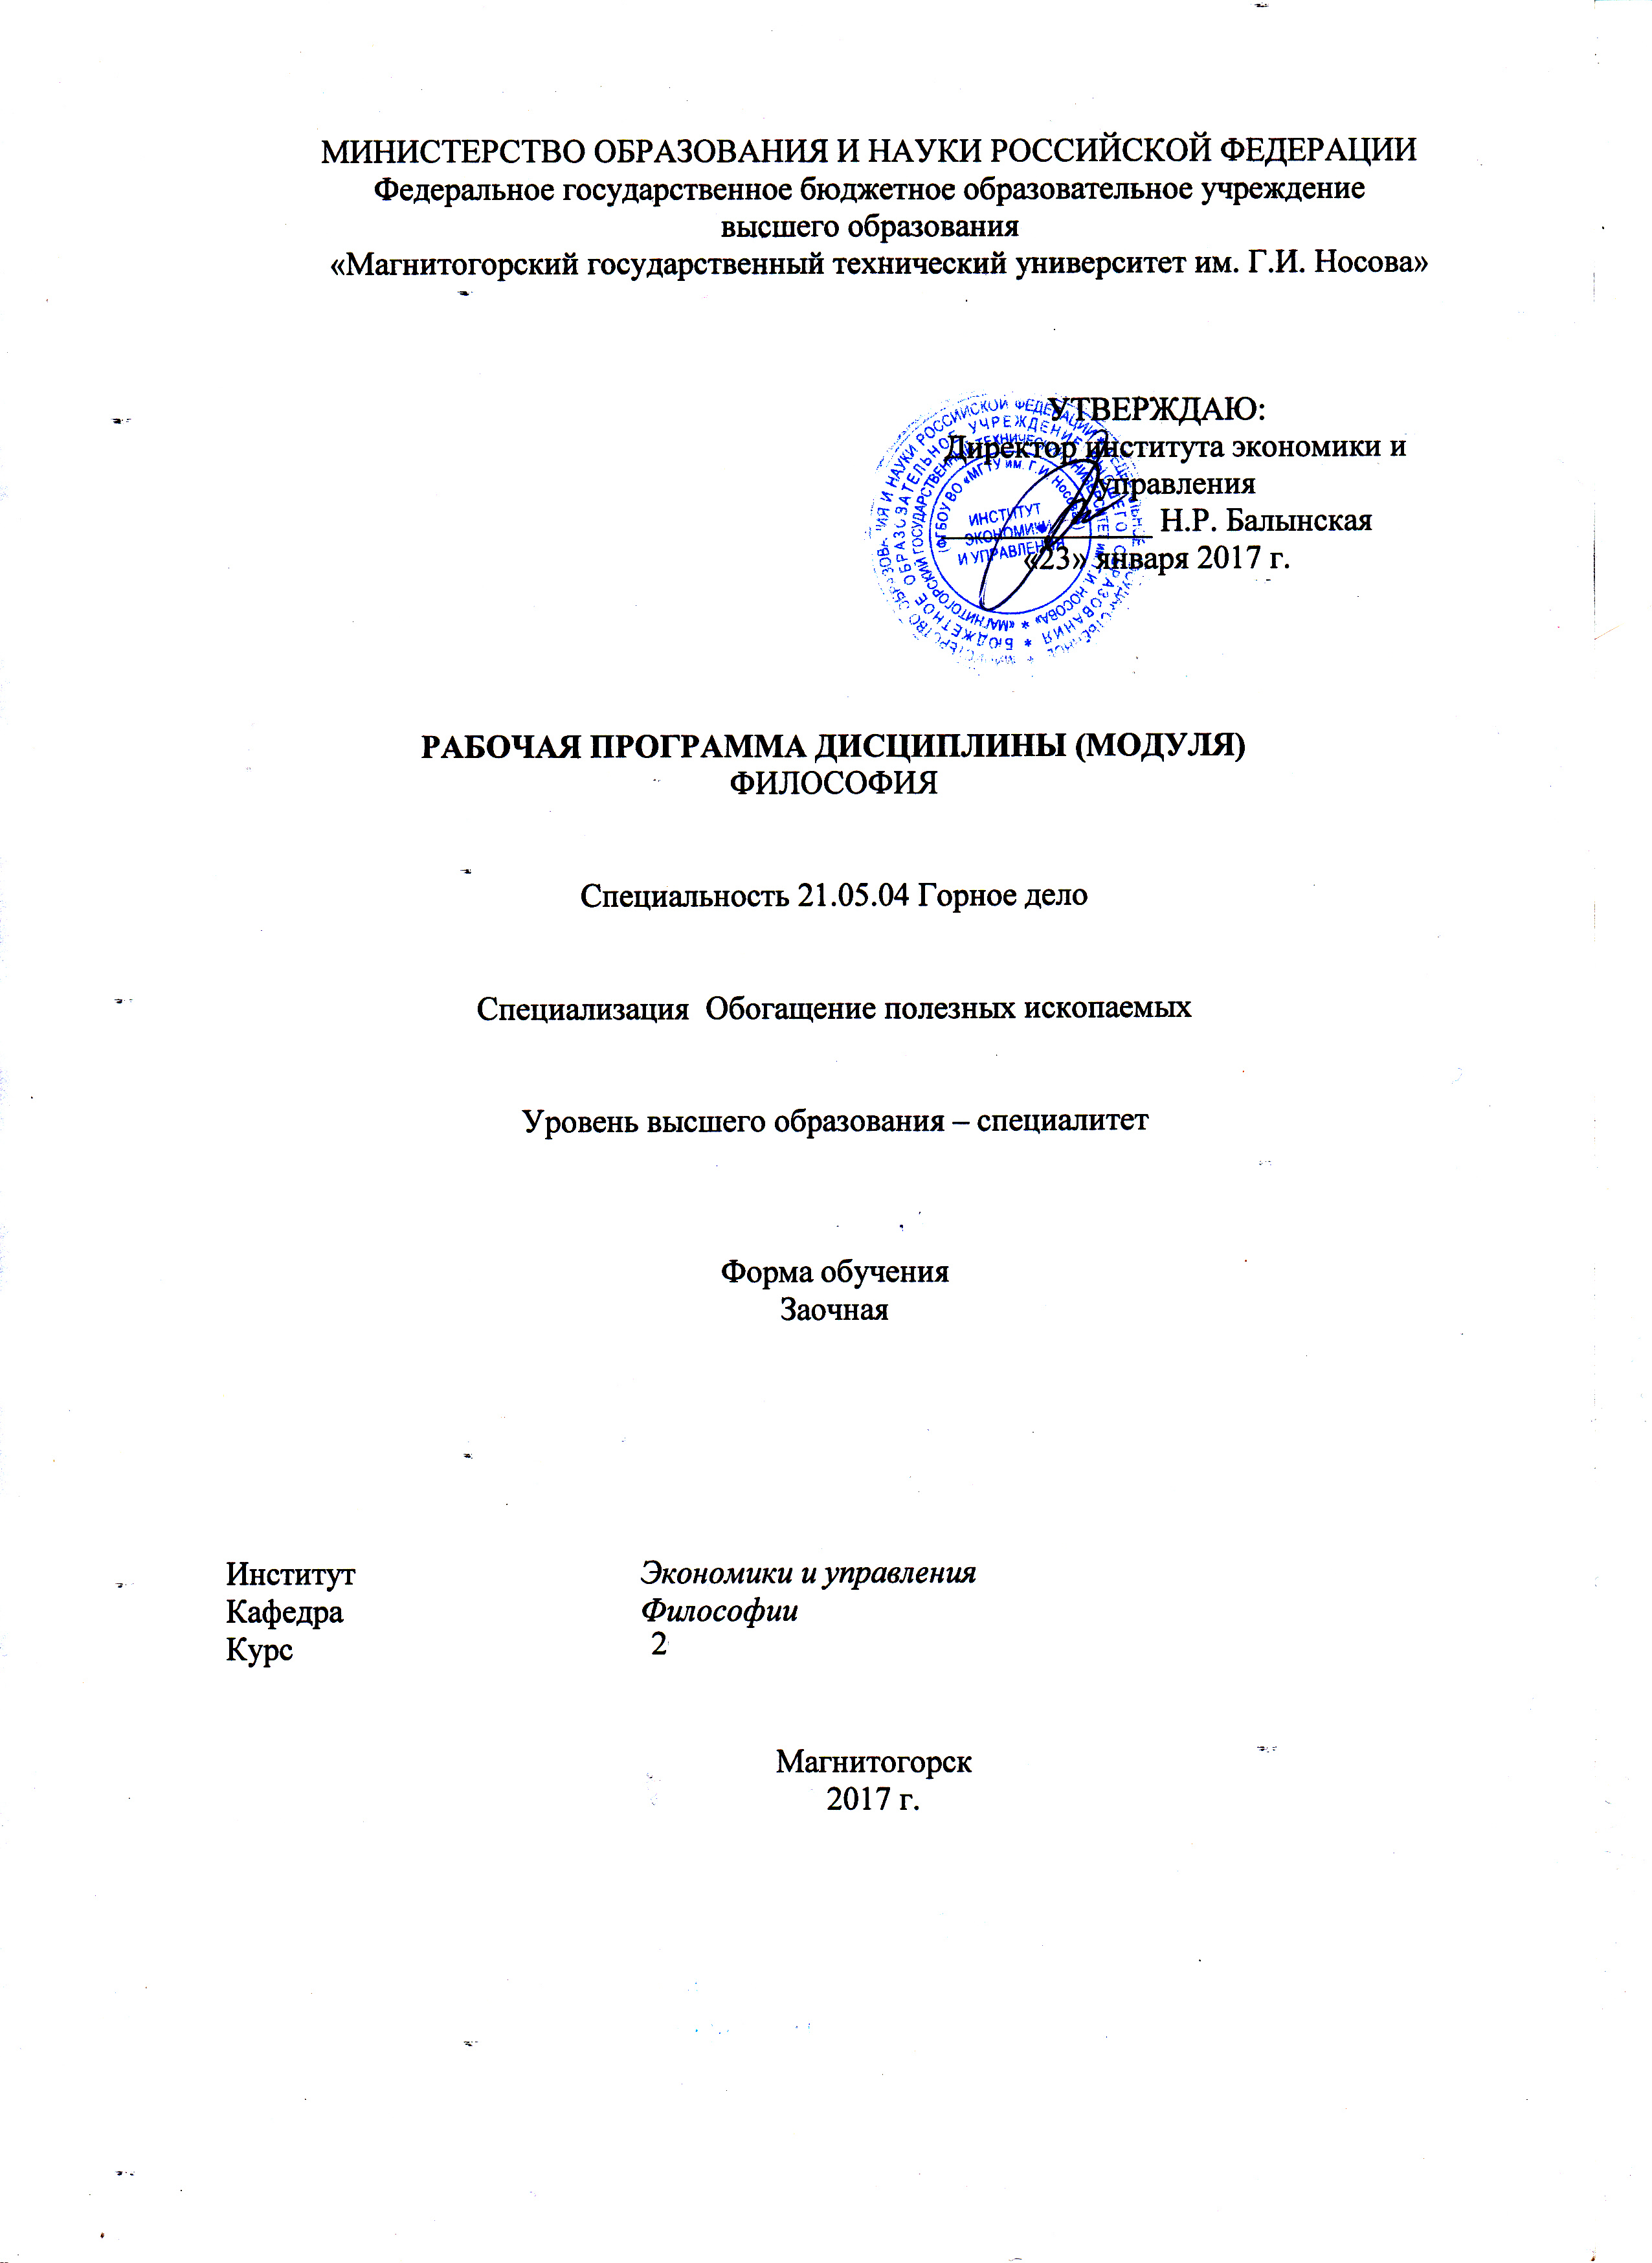 МИНИСТЕРСТВО ОБРАЗОВАНИЯ И НАУКИ РОССИЙСКОЙ ФЕДЕРАЦИИ
Федеральное государственное бюджетное образовательное учреждение
высшего образования
«Магнитогорский государственный технический университет им. Г.И. Носова»
УТВЕРЖДАЮ:
Директор института экономики и
управления
Н.Р. Балынская
«23» января 2017 г.
ИНСТИТУТ
ЭКОНОМИКИ
И УПРАВЛЕНИЯ
РАБОЧАЯ ПРОГРАММА ДИСЦИПЛИНЫ (МОДУЛЯ)
ФИЛОСОФИЯ
Специальность 21.05.04 Горное дело
Специализация Обогащение полезных ископаемых
Уровень высшего образования – специалитет
Форма обучения
Заочная
Институт Экономики и управления
Кафедра Философии
Курс 2
Магнитогорск
2017 г.